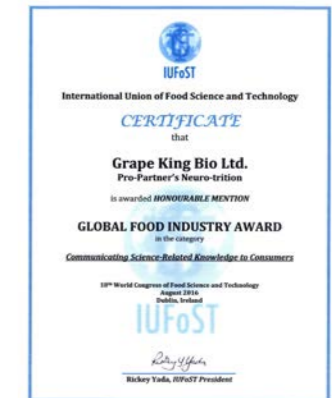 IUFoST
International Union of Food Science and Technology
CERTIFICATE
that
Grape King Bio Ltd.
Pro-Partner's Neuro-trition
is awarded HONOURABLE MENTION
GLOBAL FOOD INDUSTRY AWARD
in the category
Communicating Science-Related Knowledge to Consumers
18th World Congress of Food Science and Technology
August 2016
Dublin, Ireland
IUFoST
Rickey Y Yada
Rickey Yada, IUFoST President